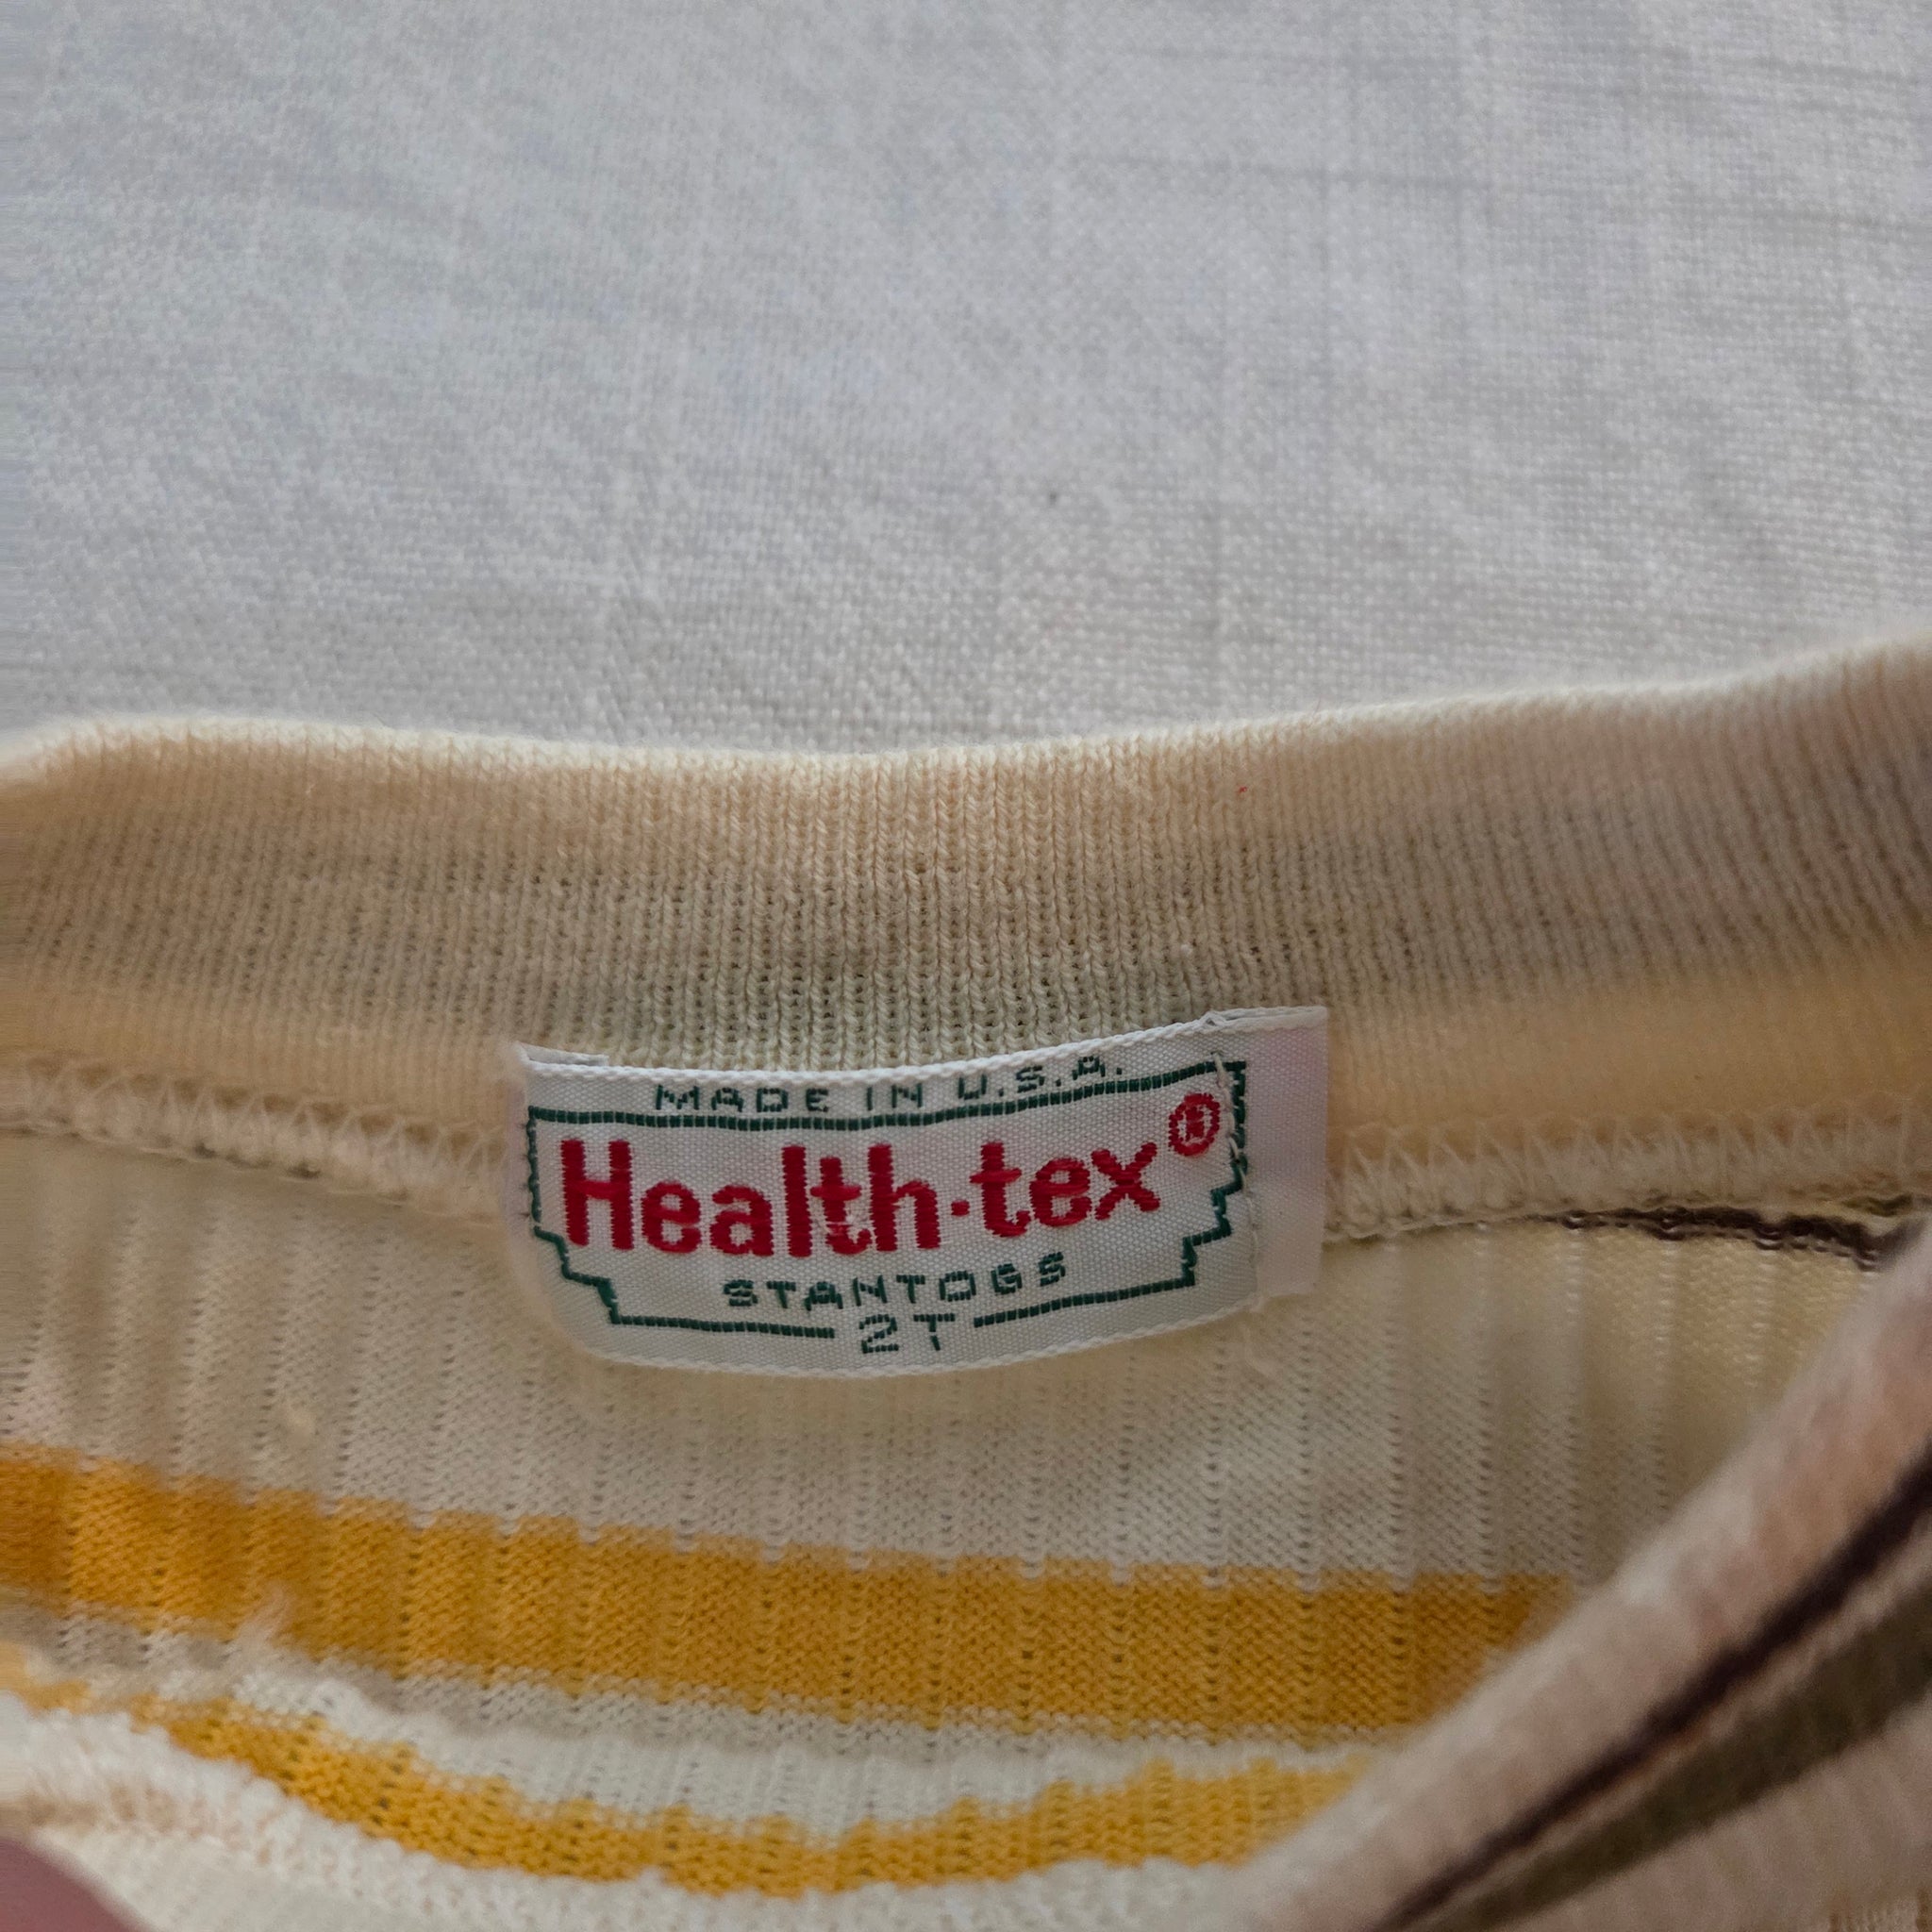 MADE IN U.S.A.
Health·tex®
STANTOGS
2T